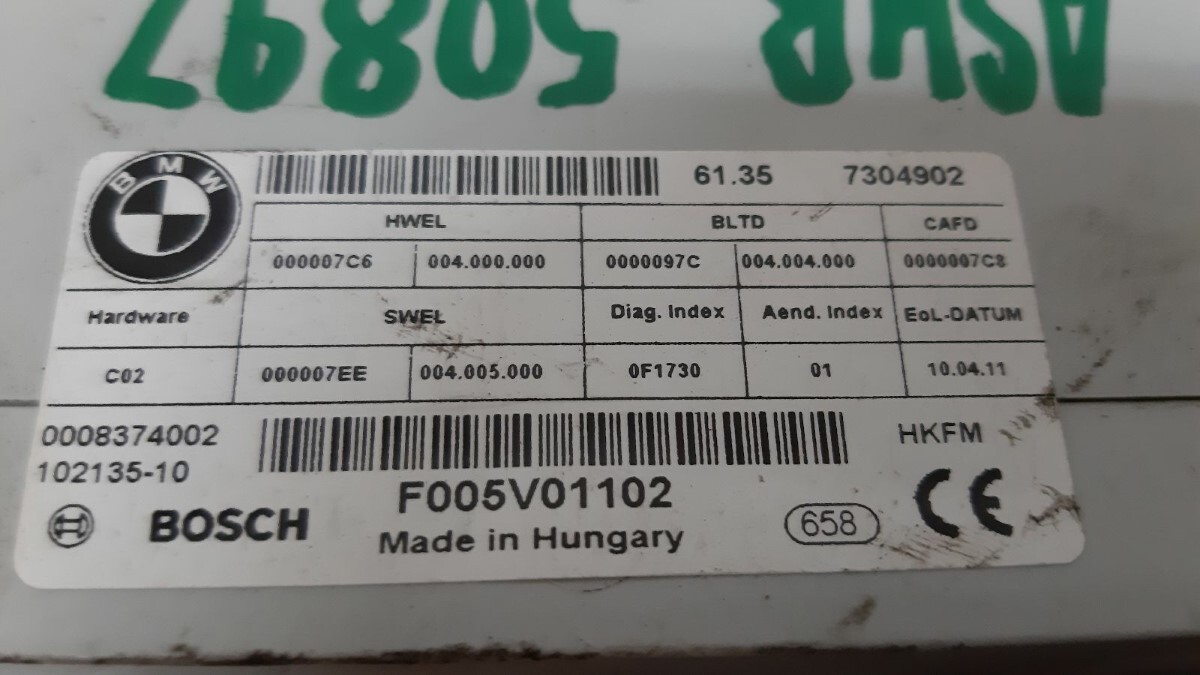 50897
BMW
61.35 7304902
HWEL BLTD CAFD
000007C6 004.000.000 0000097C 004.004.000 0000007C8
Hardware SWEL Diag. Index Aend. Index EoL-DATUM
C02 000007EE 004.005.000 0F1730 01 10.04.11
0008374002 HKFM
102135-10
F005V01102
BOSCH Made in Hungary 658 CE